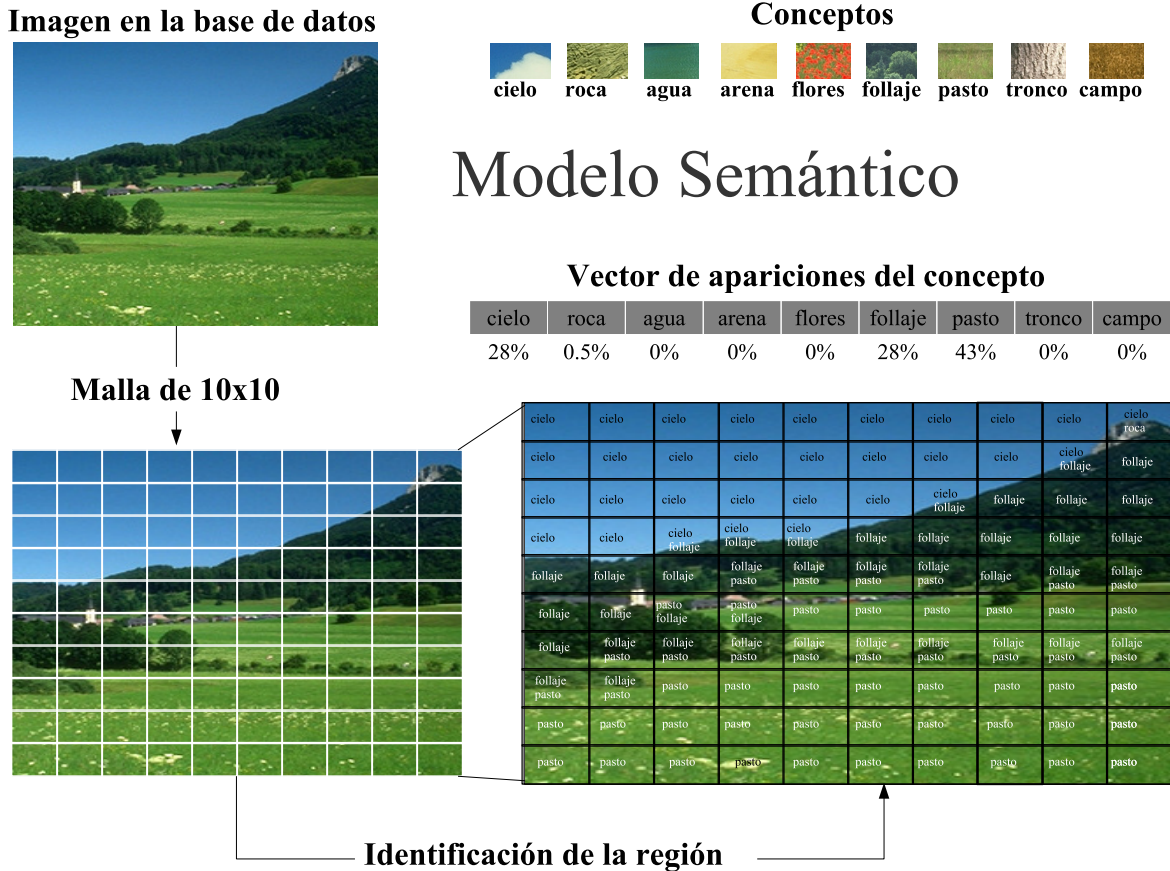 Imagen en la base de datos
Conceptos
cielo roca agua arena flores follaje pasto tronco campo
Modelo Semántico
Vector de apariciones del concepto
cielo roca agua arena flores follaje pasto tronco campo
28% 0.5% 0% 0% 0% 28% 43% 0% 0%
Malla de 10x10
cielo cielo cielo cielo cielo cielo cielo cielo cielo cielo
roca
cielo cielo cielo cielo cielo cielo cielo cielo cielo follaje
follaje
cielo cielo cielo cielo cielo cielo cielo follaje follaje follaje
follaje
cielo cielo cielo cielo cielo follaje follaje follaje follaje follaje
follaje follaje follaje
follaje follaje follaje follaje follaje follaje follaje follaje follaje follaje
pasto pasto pasto pasto pasto pasto
follaje follaje pasto pasto pasto pasto pasto pasto pasto pasto
follaje follaje
follaje follaje follaje follaje follaje follaje follaje follaje follaje follaje
pasto pasto pasto pasto pasto pasto pasto pasto pasto
follaje follaje pasto pasto pasto pasto pasto pasto pasto pasto
pasto pasto
pasto pasto pasto pasto pasto pasto pasto pasto pasto pasto
pasto pasto pasto pasto pasto pasto pasto pasto pasto pasto
Identificación de la región